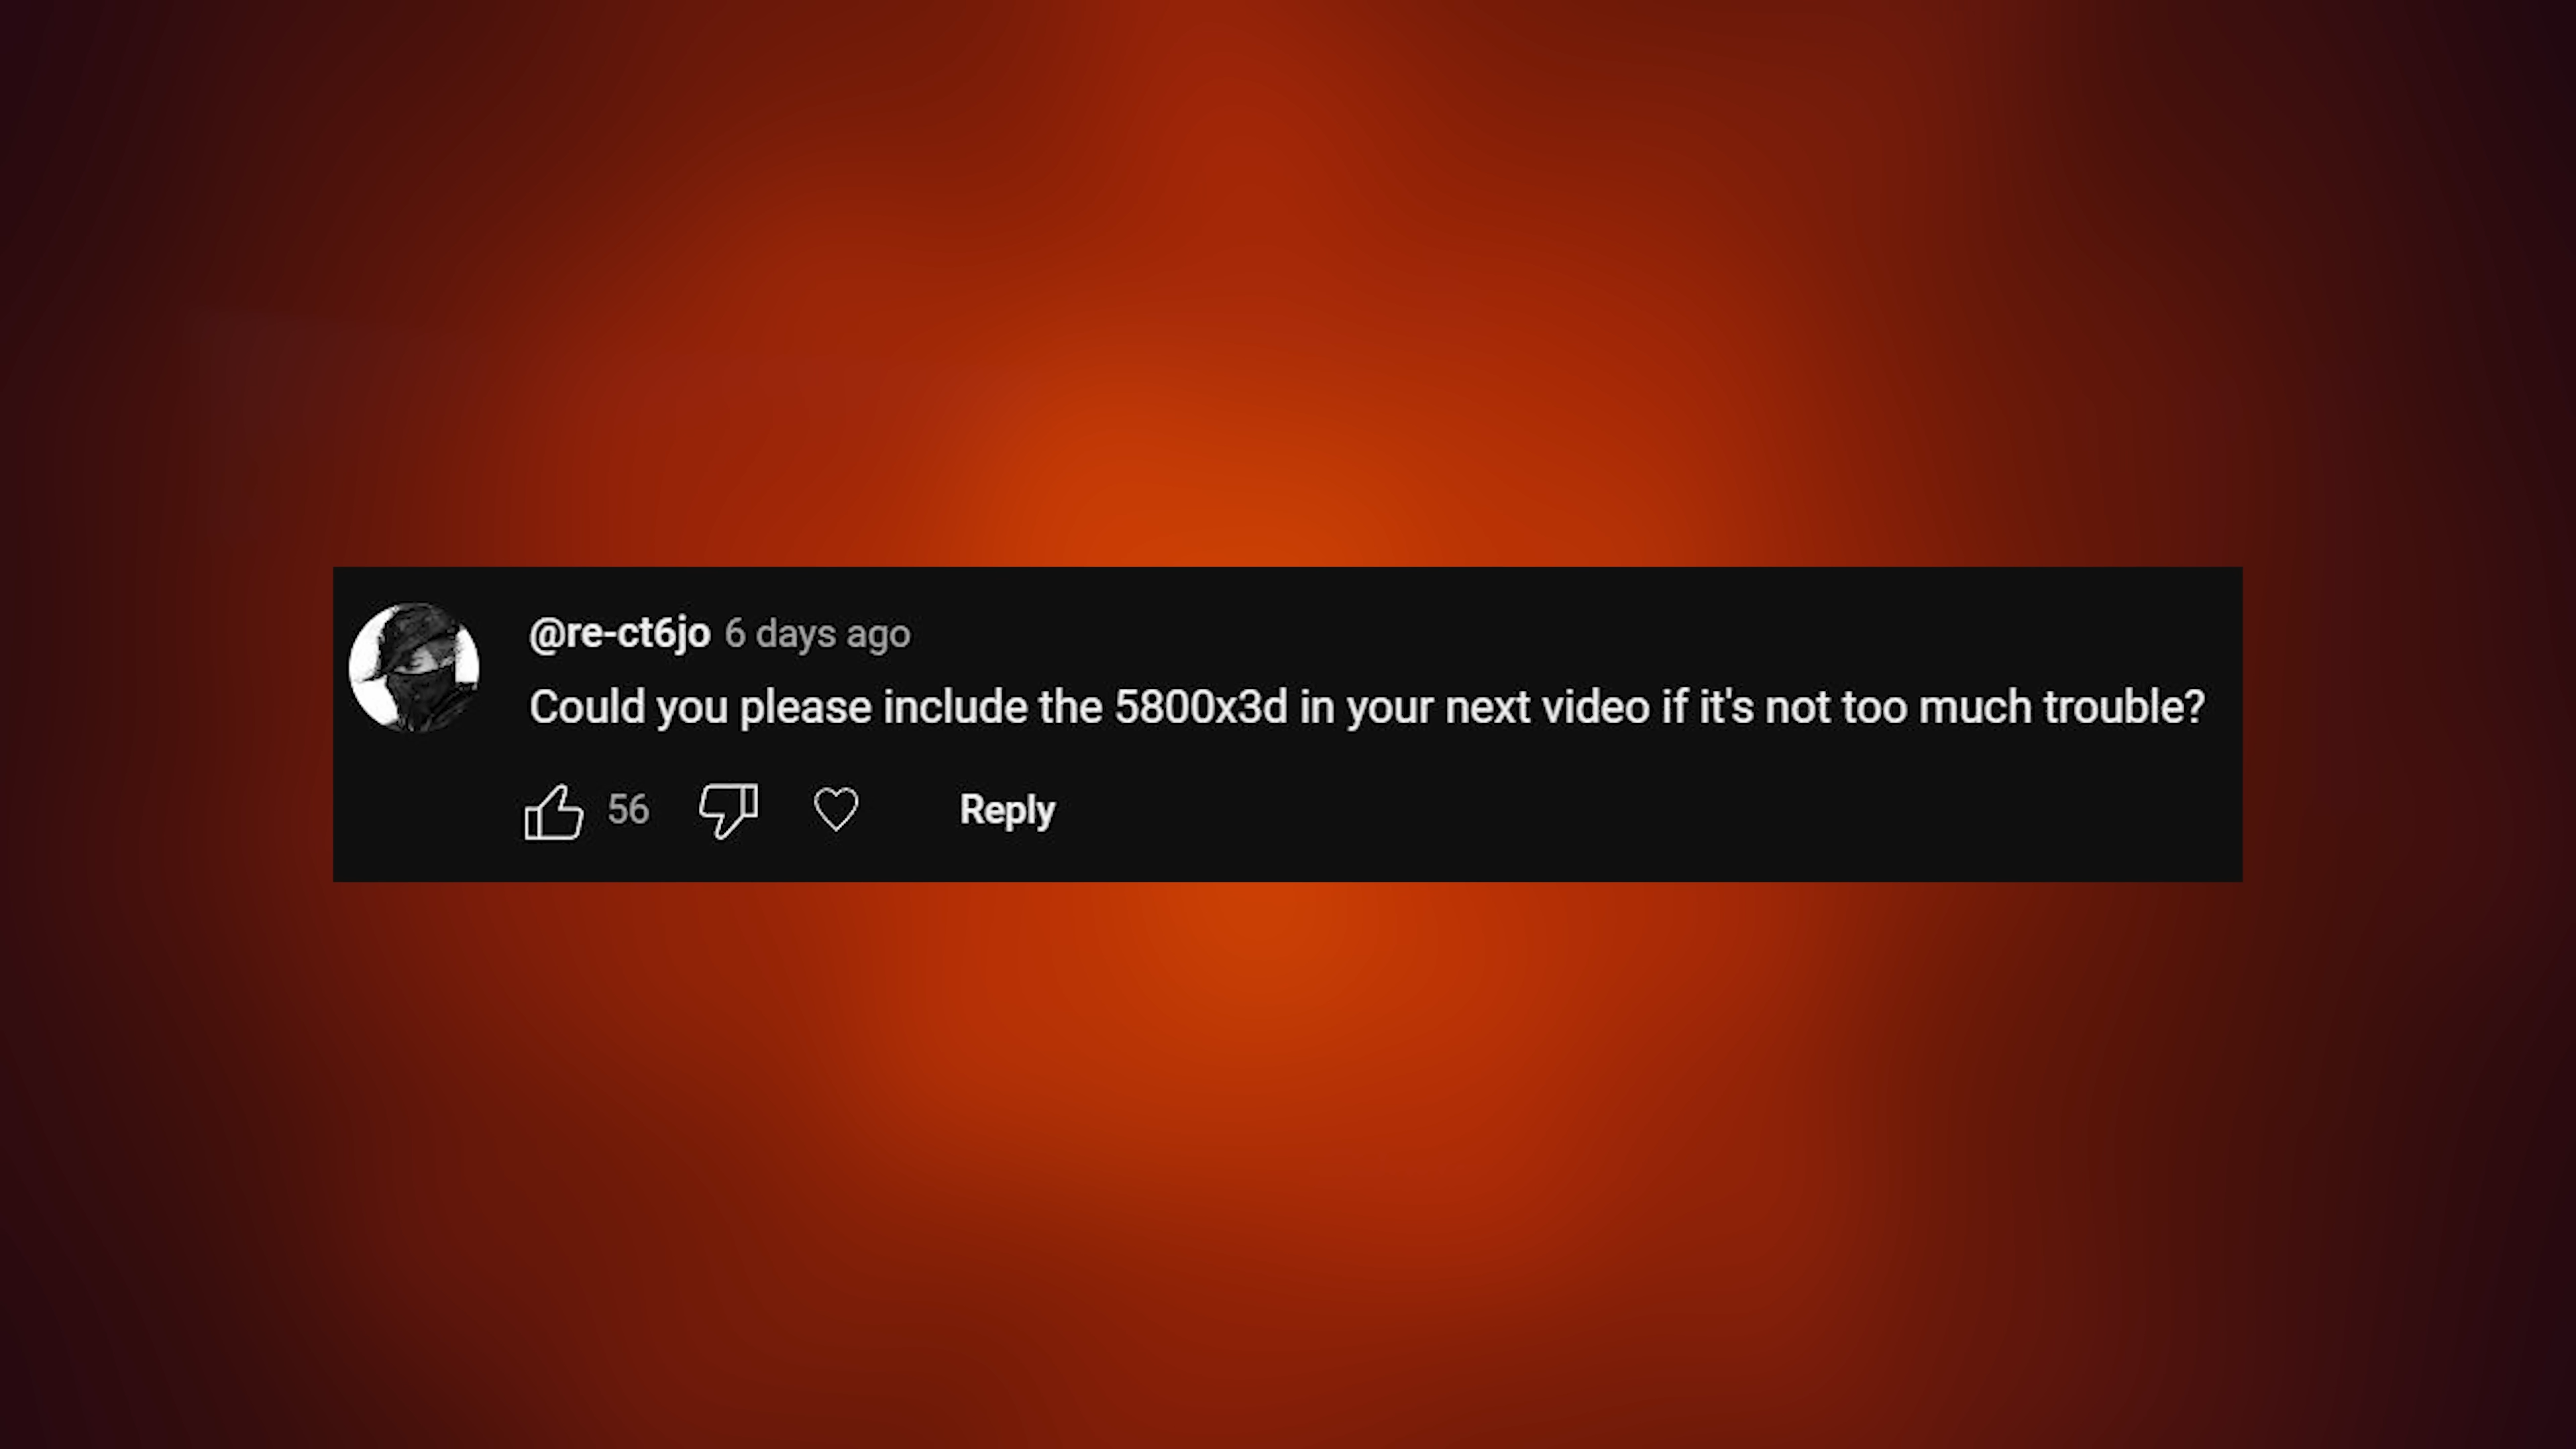 @re-ct6jo 6 days ago
Could you please include the 5800x3d in your next video if it's not too much trouble?
56 Reply